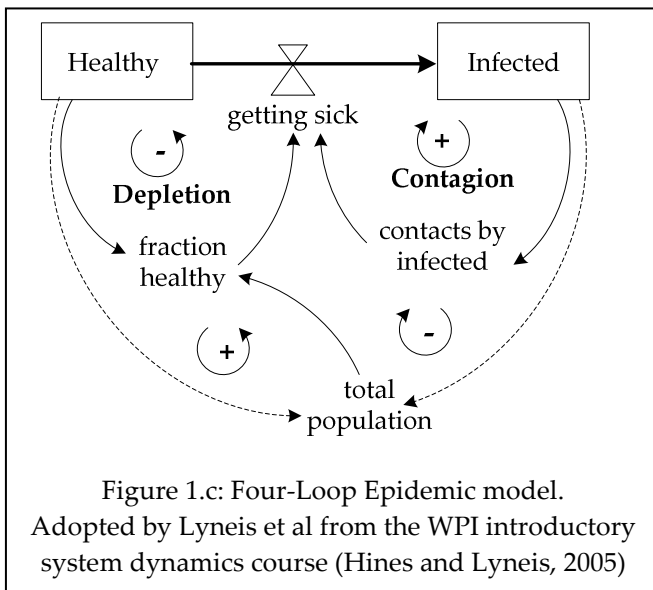 Healthy
Infected
getting sick
-
Depletion
+
Contagion
fraction
healthy
contacts by
infected
+
-
total
population
Figure 1.c: Four-Loop Epidemic model.
Adopted by Lyneis et al from the WPI introductory
system dynamics course (Hines and Lyneis, 2005)